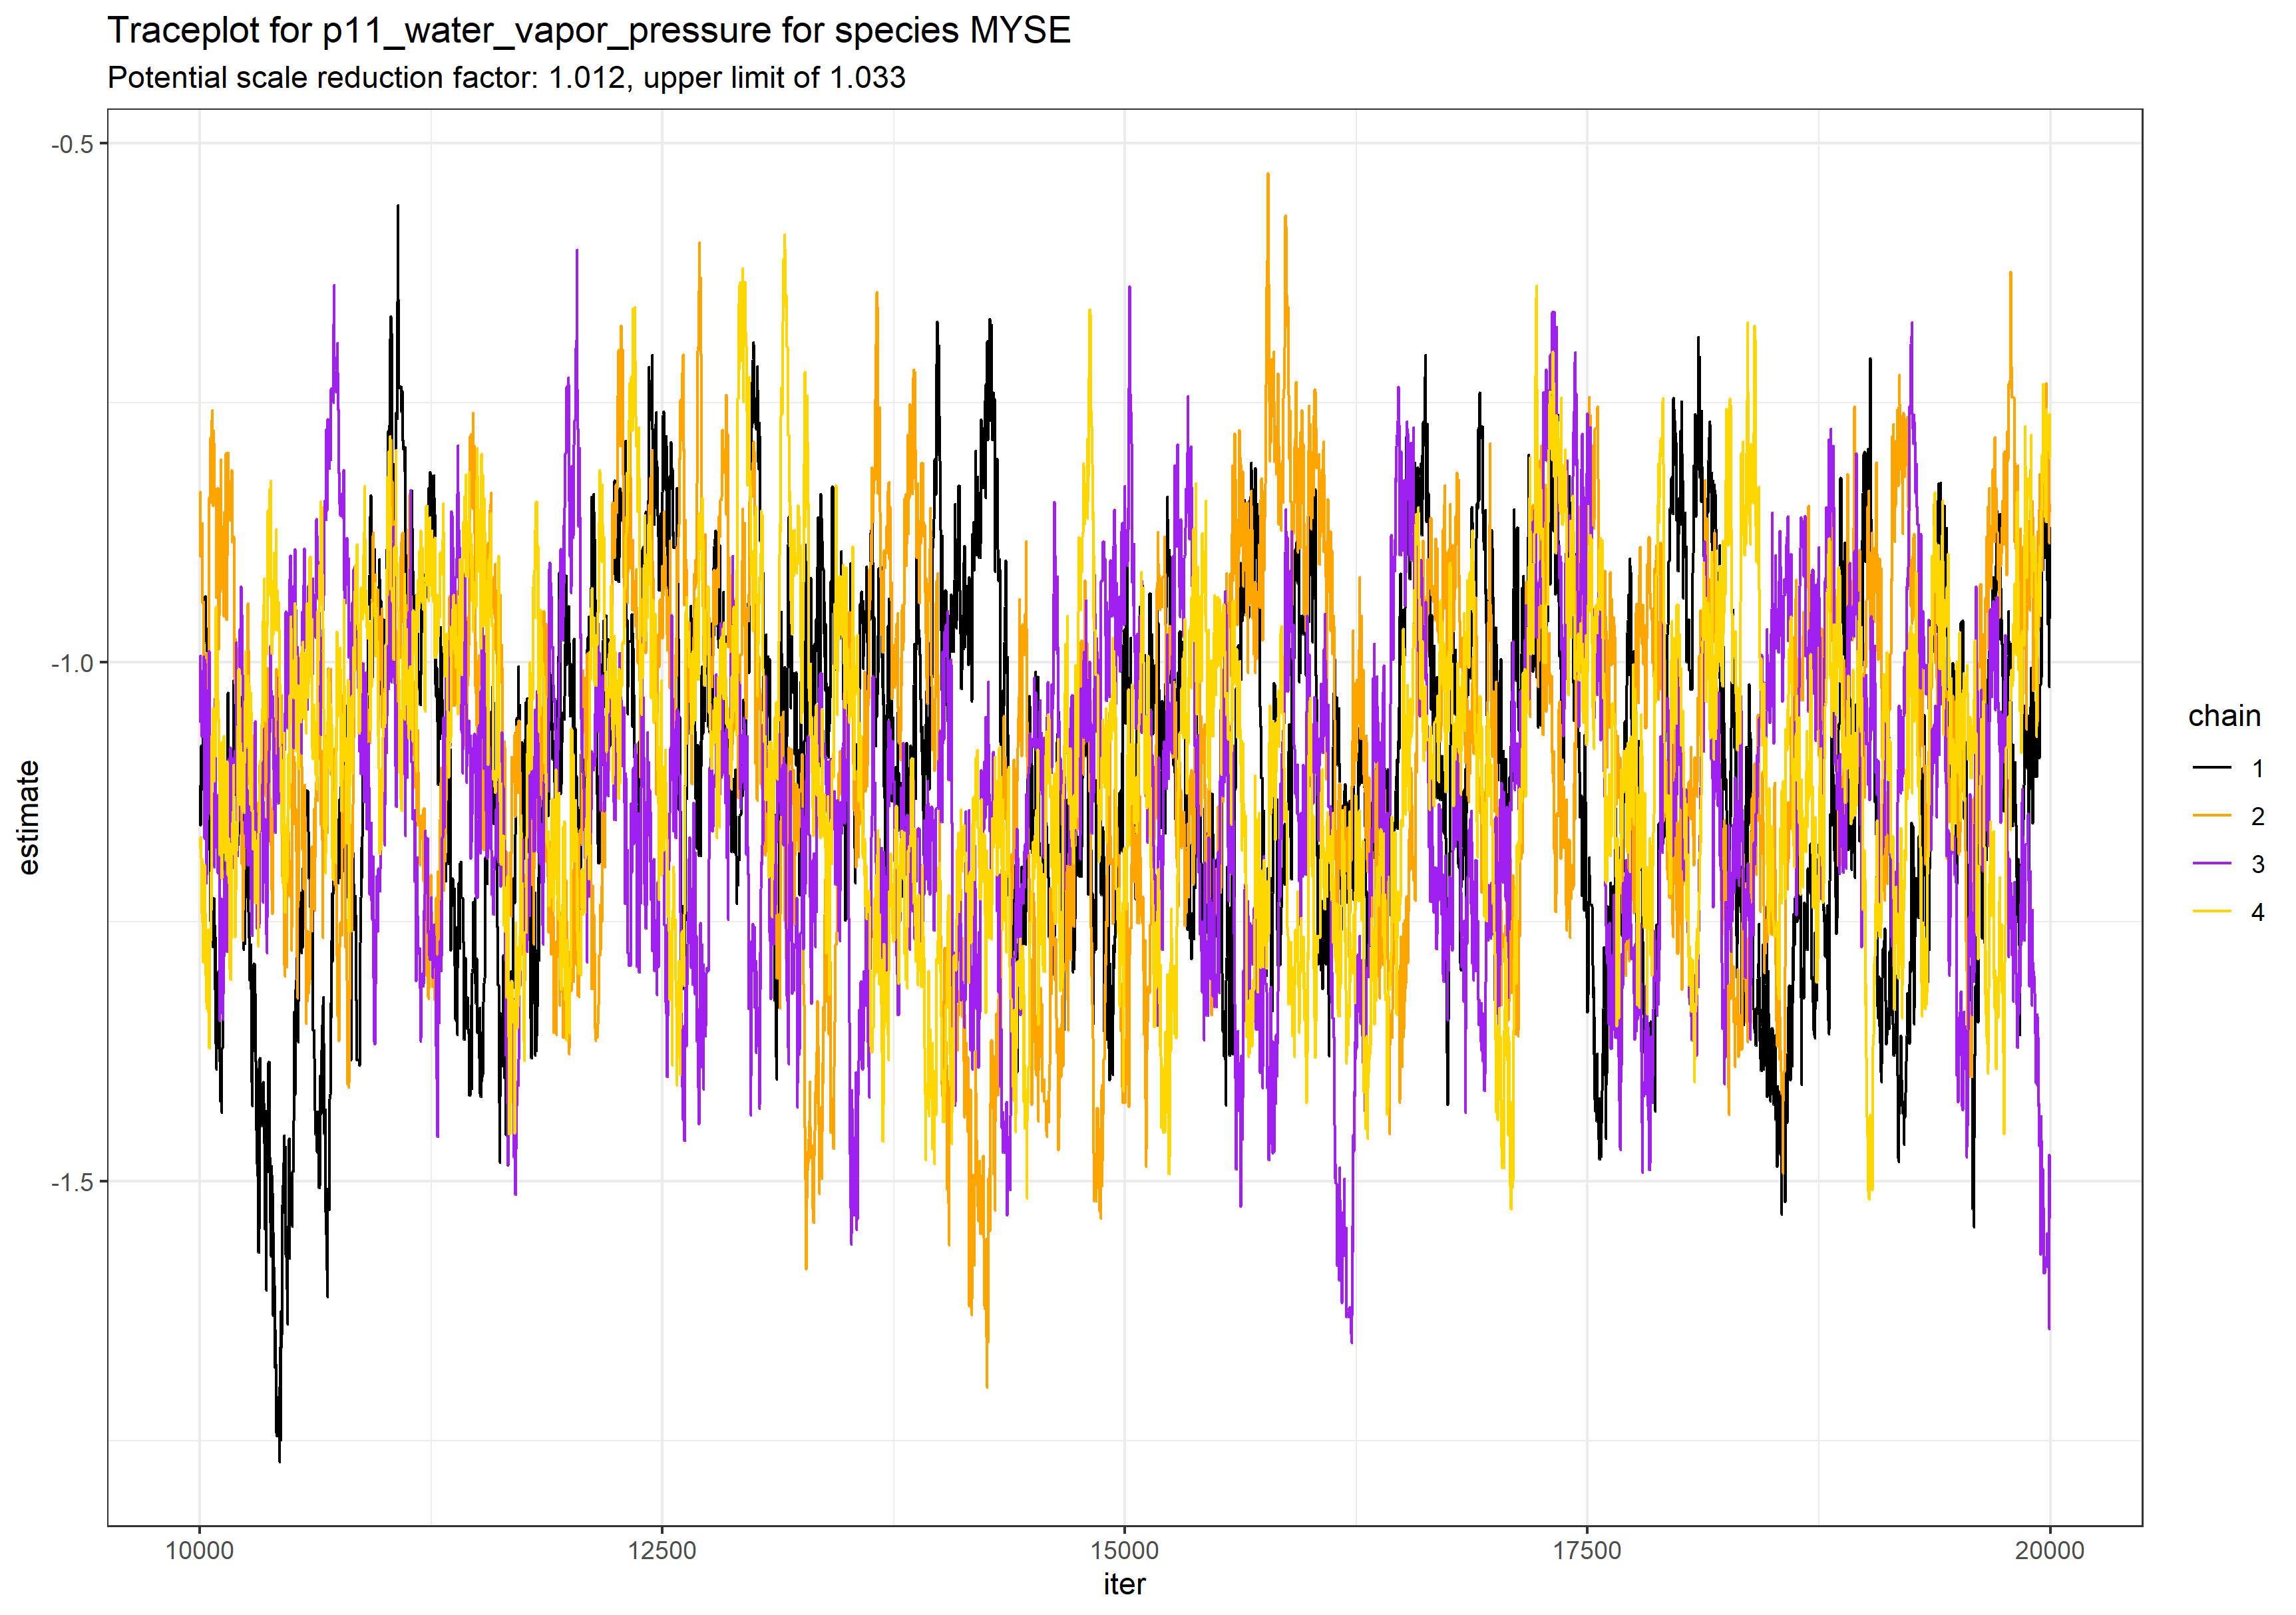 Traceplot for p11_water_vapor_pressure for species MYSE
Potential scale reduction factor: 1.012, upper limit of 1.033
-0.5
-1.0
-1.5
estimate
10000 12500 15000 17500 20000
iter
chain
1
2
3
4